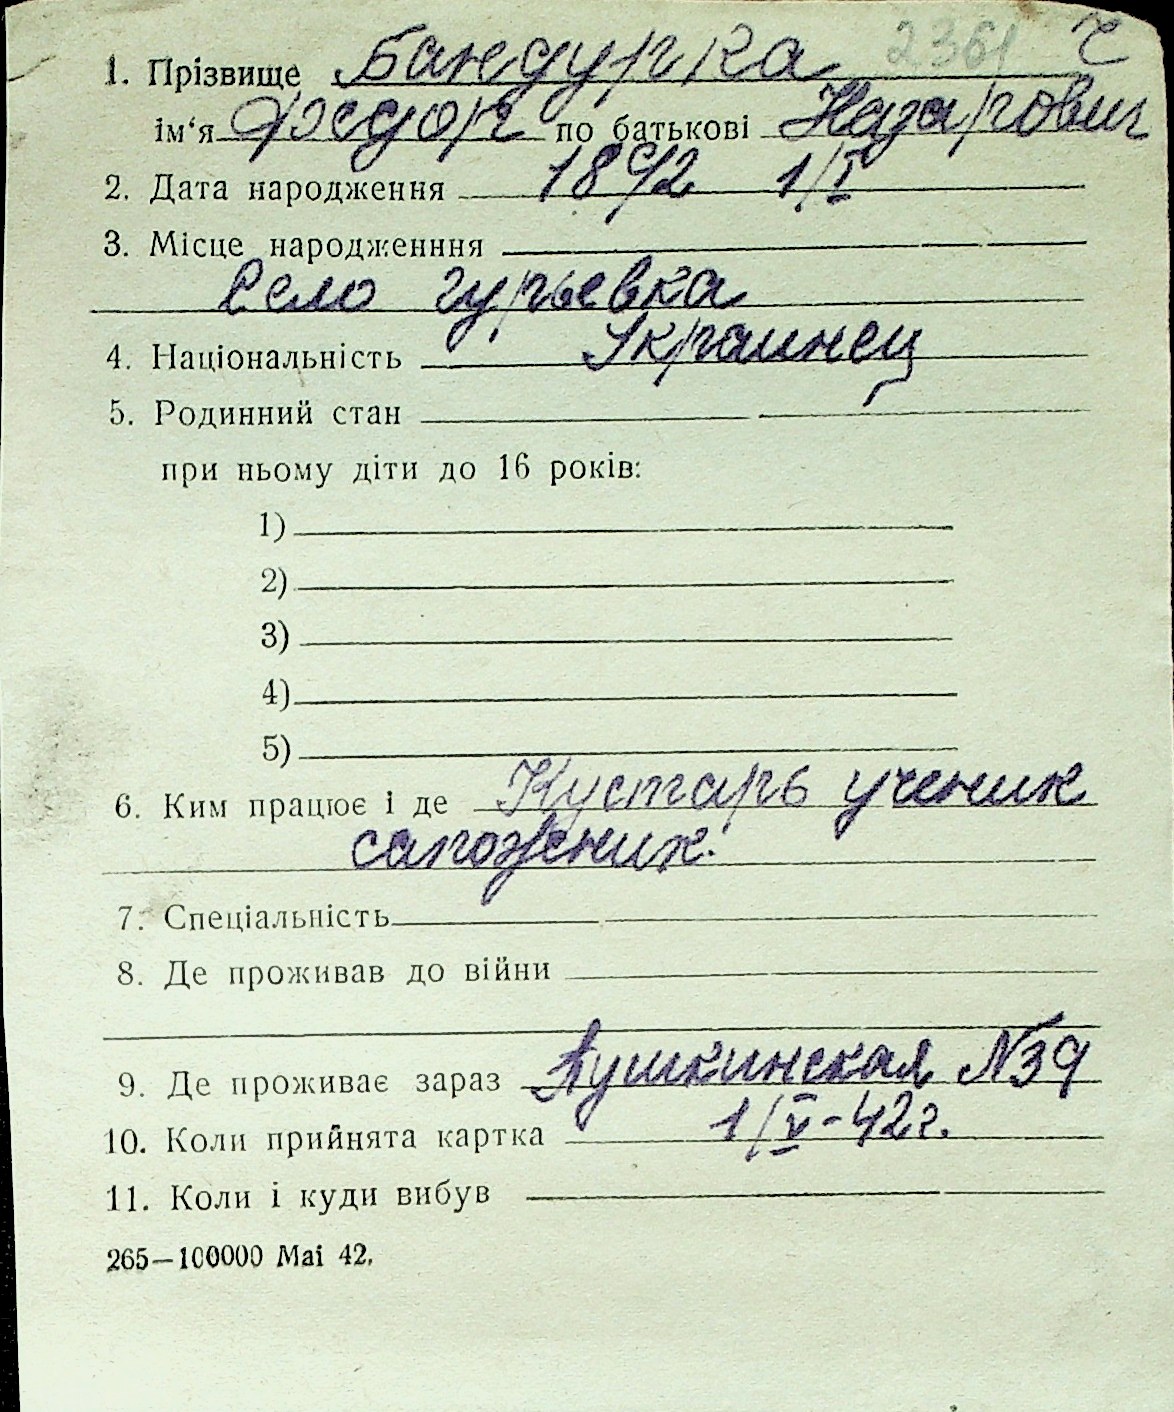 2361 С
1. Прізвище Бандурка
ім‘я Федор по батькові Назарович
2. Дата народження 1892 1/I
3. Місце народженння
Село гурьевка
4. Національність Украинец
5. Родинний стан
при ньому діти до 16 років:
1)
2)
3)
4)
5)
6. Ким працює і де Кустарь ученик
сапожник.
7. Спеціальність
8. Де проживав до війни
9. Де проживає зараз Пушкинская №39
10. Коли прийнята картка 1/V-42г.
11. Коли і куди вибув
265—100000 Mai 42.